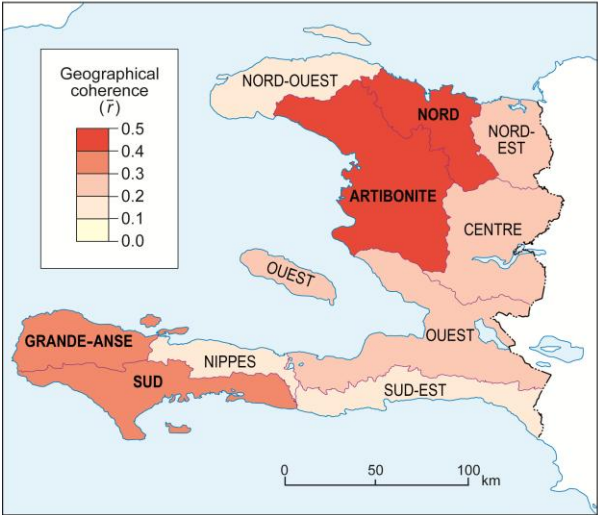 Geographical
coherence
(r̄)
0.5
0.4
0.3
0.2
0.1
0.0
NORD-OUEST
NORD
NORD-
EST
ARTIBONITE
CENTRE
OUEST
OUEST
GRANDE-ANSE
NIPPES
SUD
SUD-EST
0 50 100
km